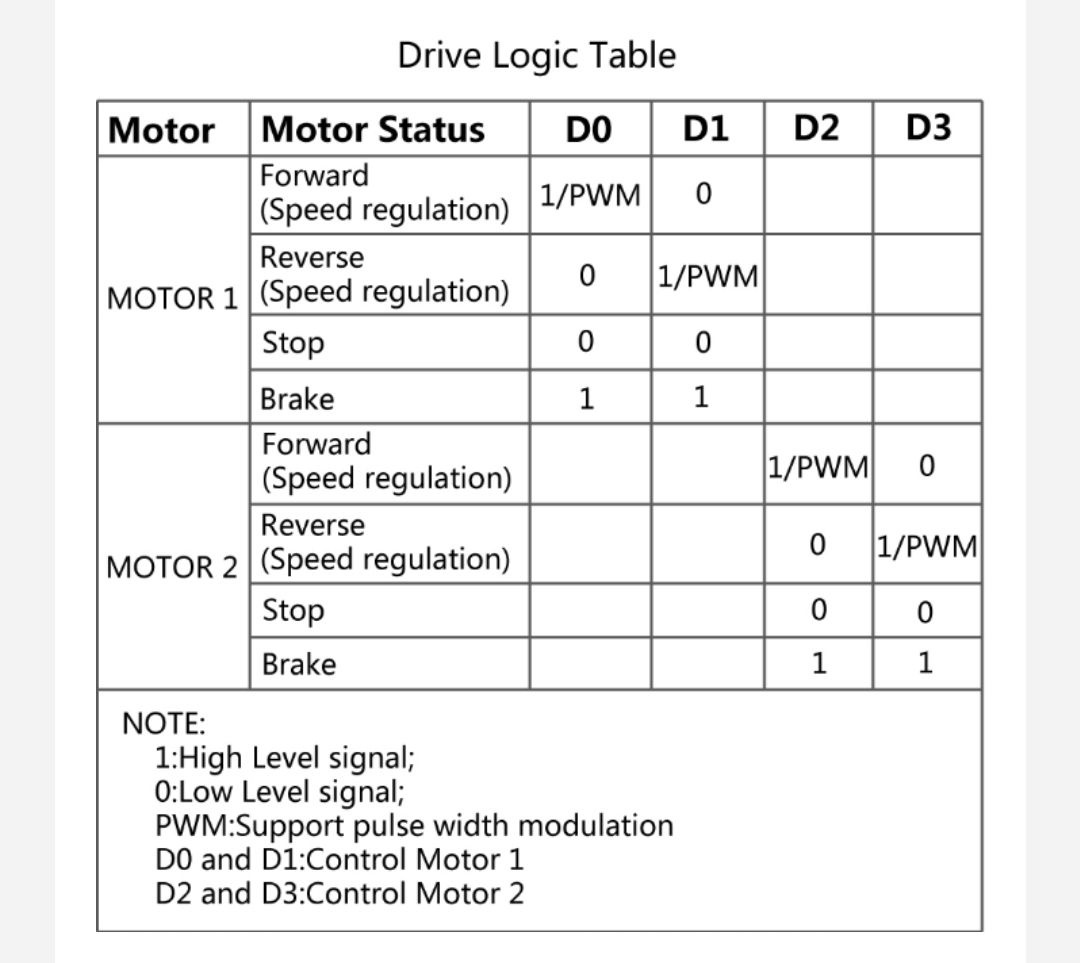 Drive Logic Table
Motor Motor Status D0 D1 D2 D3
MOTOR 1
Forward
(Speed regulation) 1/PWM 0
Reverse
(Speed regulation) 0 1/PWM
Stop 0 0
Brake 1 1
MOTOR 2
Forward
(Speed regulation) 1/PWM 0
Reverse
(Speed regulation) 0 1/PWM
Stop 0 0
Brake 1 1
NOTE:
1:High Level signal;
0:Low Level signal;
PWM:Support pulse width modulation
D0 and D1:Control Motor 1
D2 and D3:Control Motor 2